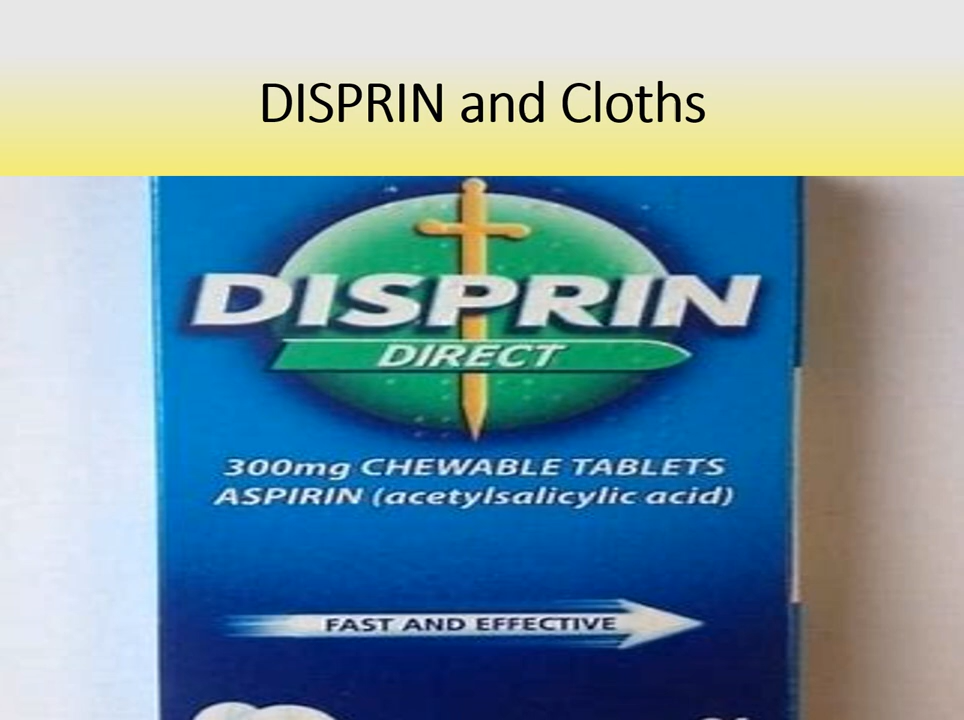 DISPRIN and Cloths
DISPRIN
DIRECT
300mg CHEWABLE TABLETS
ASPIRIN (acetylsalicylic acid)
FAST AND EFFECTIVE